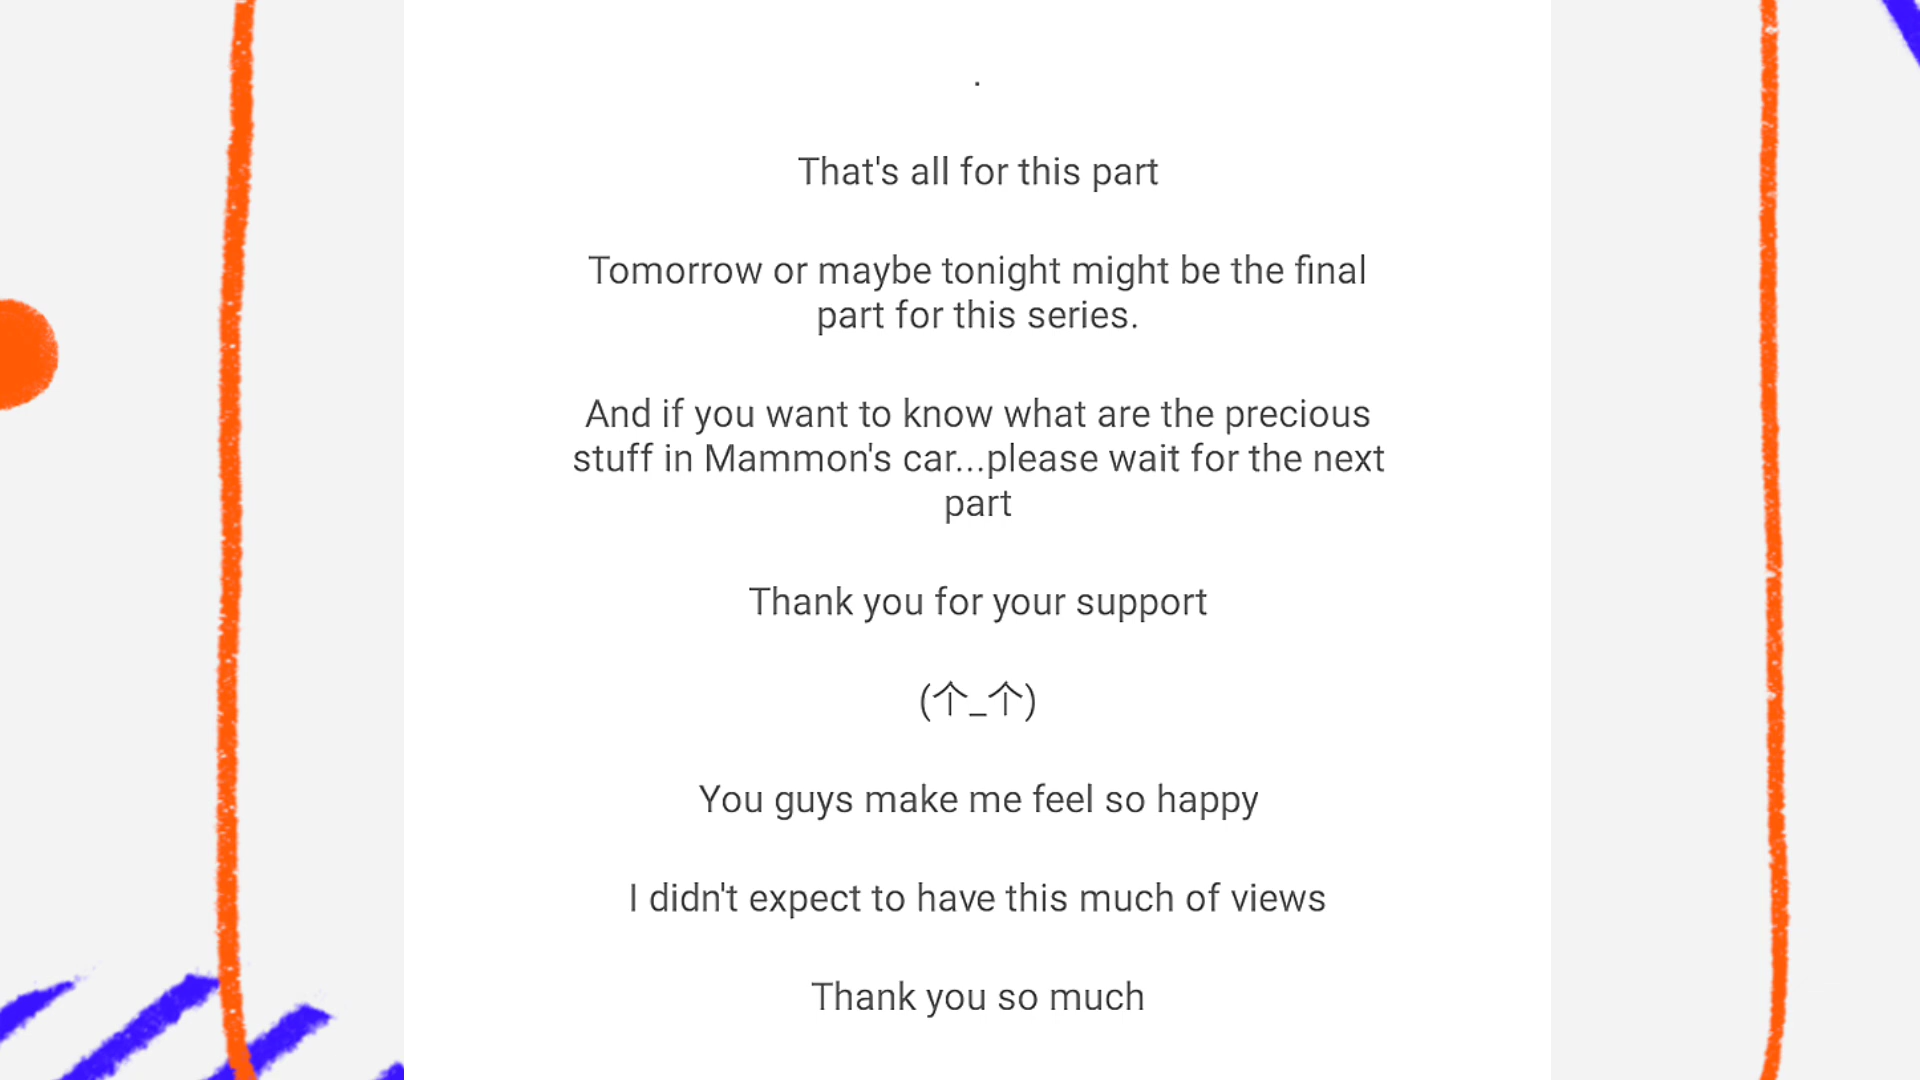 .
That's all for this part
Tomorrow or maybe tonight might be the final
part for this series.
And if you want to know what are the precious
stuff in Mammon's car...please wait for the next
part
Thank you for your support
(个_个)
You guys make me feel so happy
I didn't expect to have this much of views
Thank you so much